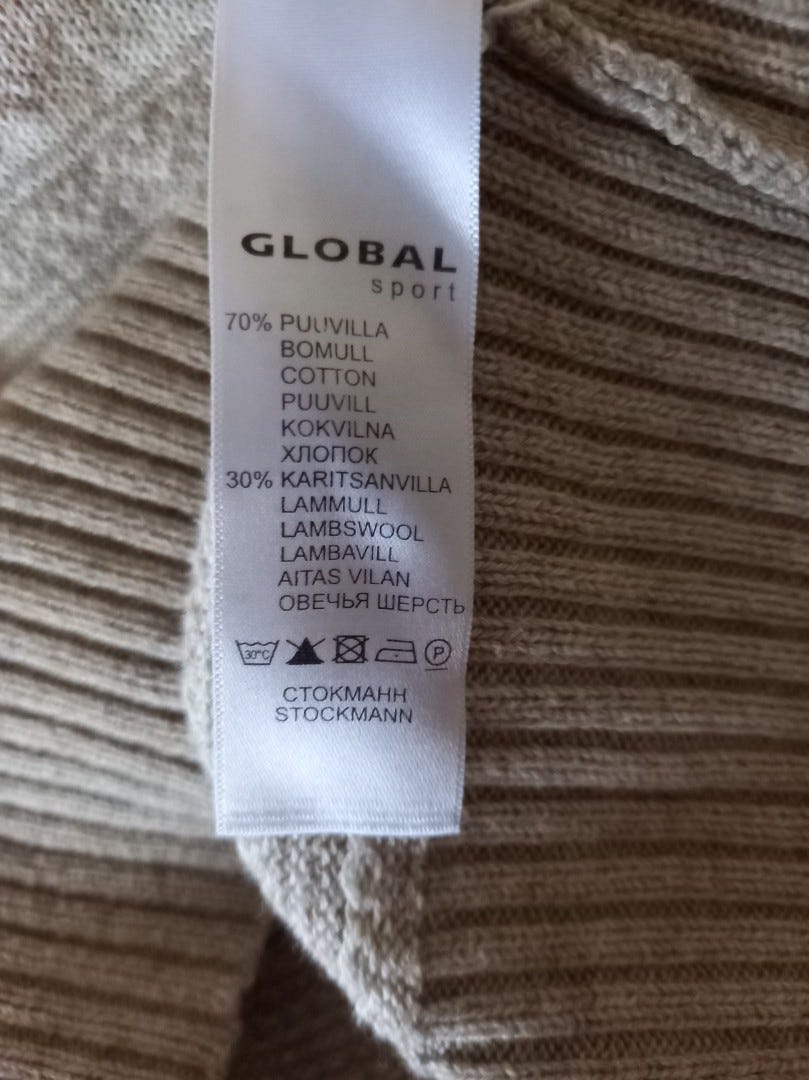 GLOBAL
sport
70% PUUVILLA
BOMULL
COTTON
PUUVILL
KOKVILNA
ХЛОПОК
30% KARITSANVILLA
LAMMULL
LAMBSWOOL
LAMBAVILL
AITAS VILAN
ОВЕЧЬЯ ШЕРСТЬ
30°C P
СТОКМАНН
STOCKMANN